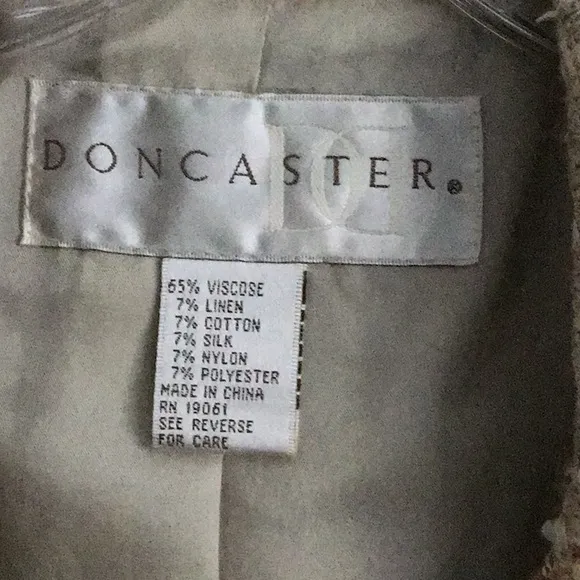 DONCASTER®
65% VISCOSE
7% LINEN
7% COTTON
7% SILK
7% NYLON
7% POLYESTER
MADE IN CHINA
RN 19061
SEE REVERSE
FOR CARE